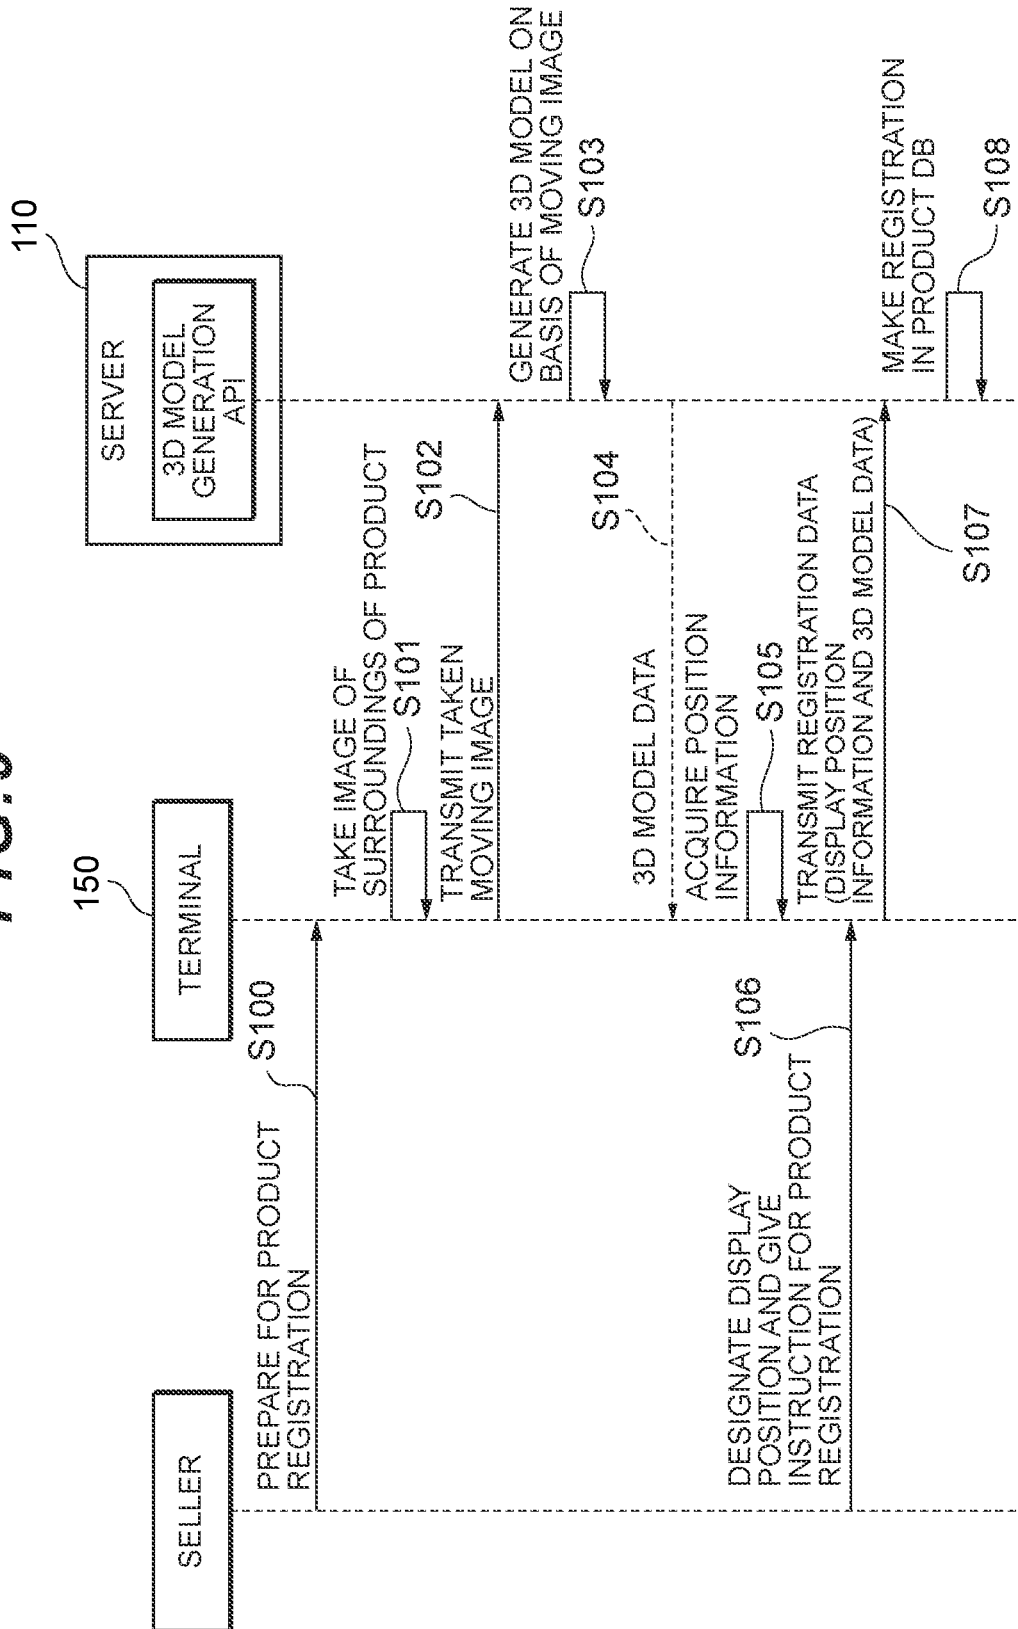 SELLER
150
TERMINAL
110
SERVER
3D MODEL
GENERATION
API
PREPARE FOR PRODUCT
REGISTRATION
S100
TAKE IMAGE OF
SURROUNDINGS OF PRODUCT
S101
TRANSMIT TAKEN
MOVING IMAGE
S102
GENERATE 3D MODEL ON
BASIS OF MOVING IMAGE
S103
S104
3D MODEL DATA
ACQUIRE POSITION
INFORMATION
S105
DESIGNATE DISPLAY
POSITION AND GIVE
INSTRUCTION FOR PRODUCT
REGISTRATION
S106
TRANSMIT REGISTRATION DATA
(DISPLAY POSITION
INFORMATION AND 3D MODEL DATA)
S107
MAKE REGISTRATION
IN PRODUCT DB
S108